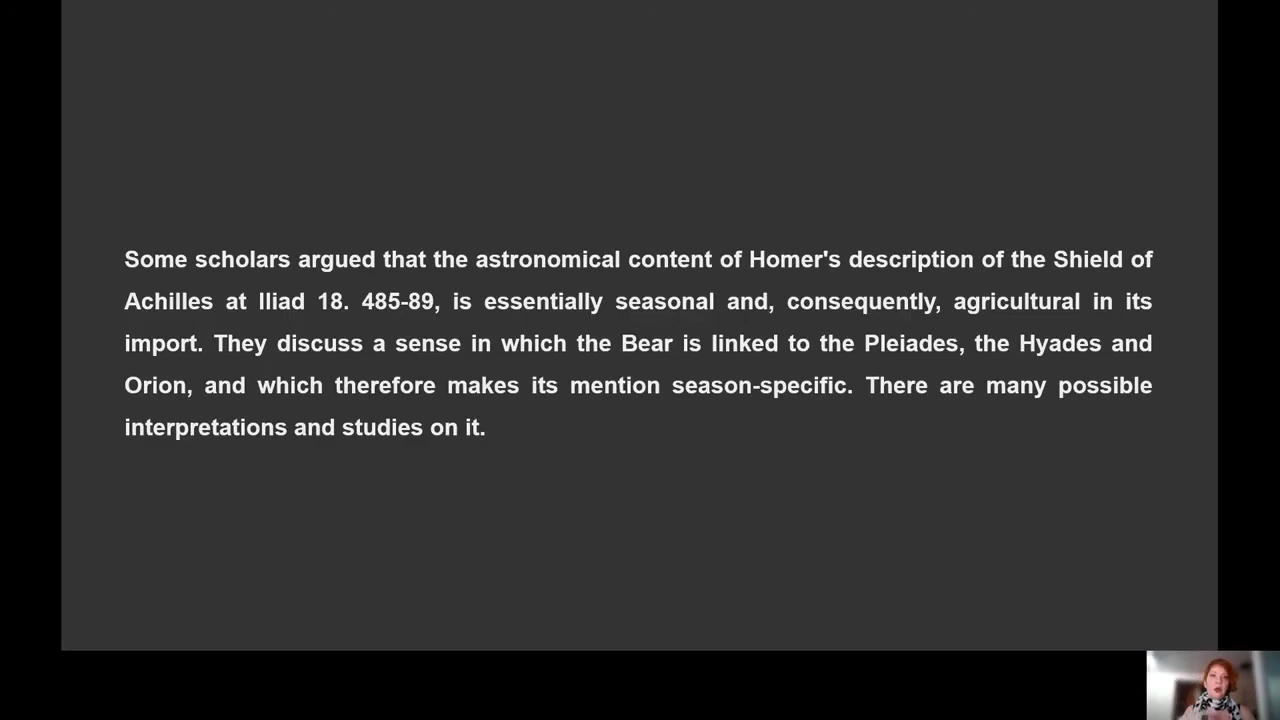 Some scholars argued that the astronomical content of Homer's description of the Shield of
Achilles at Iliad 18. 485-89, is essentially seasonal and, consequently, agricultural in its
import. They discuss a sense in which the Bear is linked to the Pleiades, the Hyades and
Orion, and which therefore makes its mention season-specific. There are many possible
interpretations and studies on it.